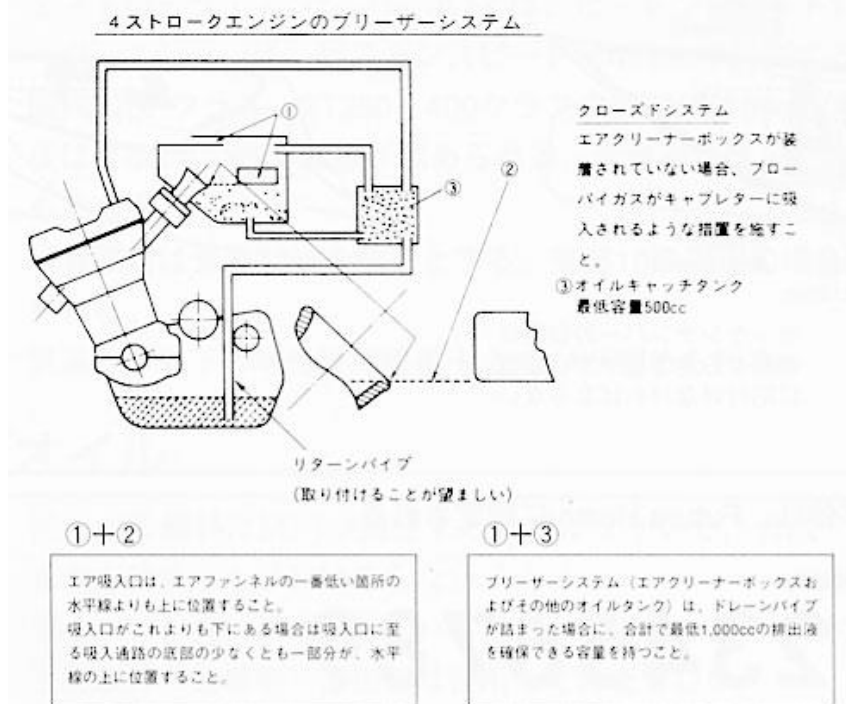 4ストロークエンジンのブリーザーシステム
①
②
③
クローズドシステム
エアクリーナーボックスが装
着されていない場合、ブロー
バイガスがキャブレターに吸
入されるような措置を施すこ
と。
③オイルキャッチタンク
最低容量500cc
リターンパイプ
(取り付けることが望ましい)
①+②
エア吸入口は、エアファンネルの一番低い箇所の
水平線よりも上に位置すること。
吸入口がこれよりも下にある場合は吸入口に至
る吸入通路の底部の少なくとも一部分が、水平
線の上に位置すること。
①+③
ブリーザーシステム(エアクリーナーボックスお
よびその他のオイルタンク)は、ドレーンパイプ
が詰まった場合に、合計で最低1,000ccの排出液
を確保できる容量を持つこと。